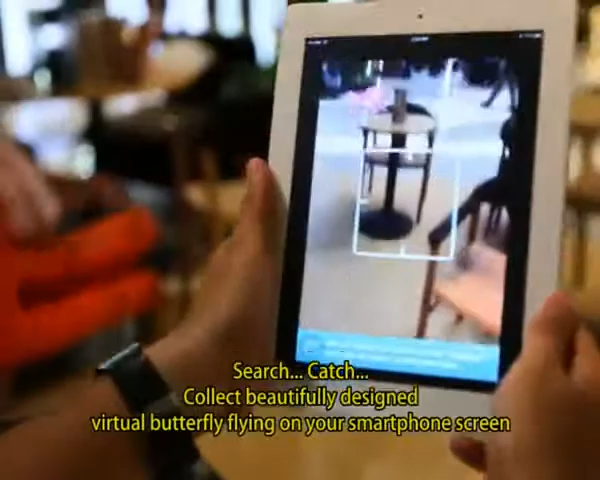 Search... Catch...
Collect beautifully designed
virtual butterfly flying on your smartphone screen